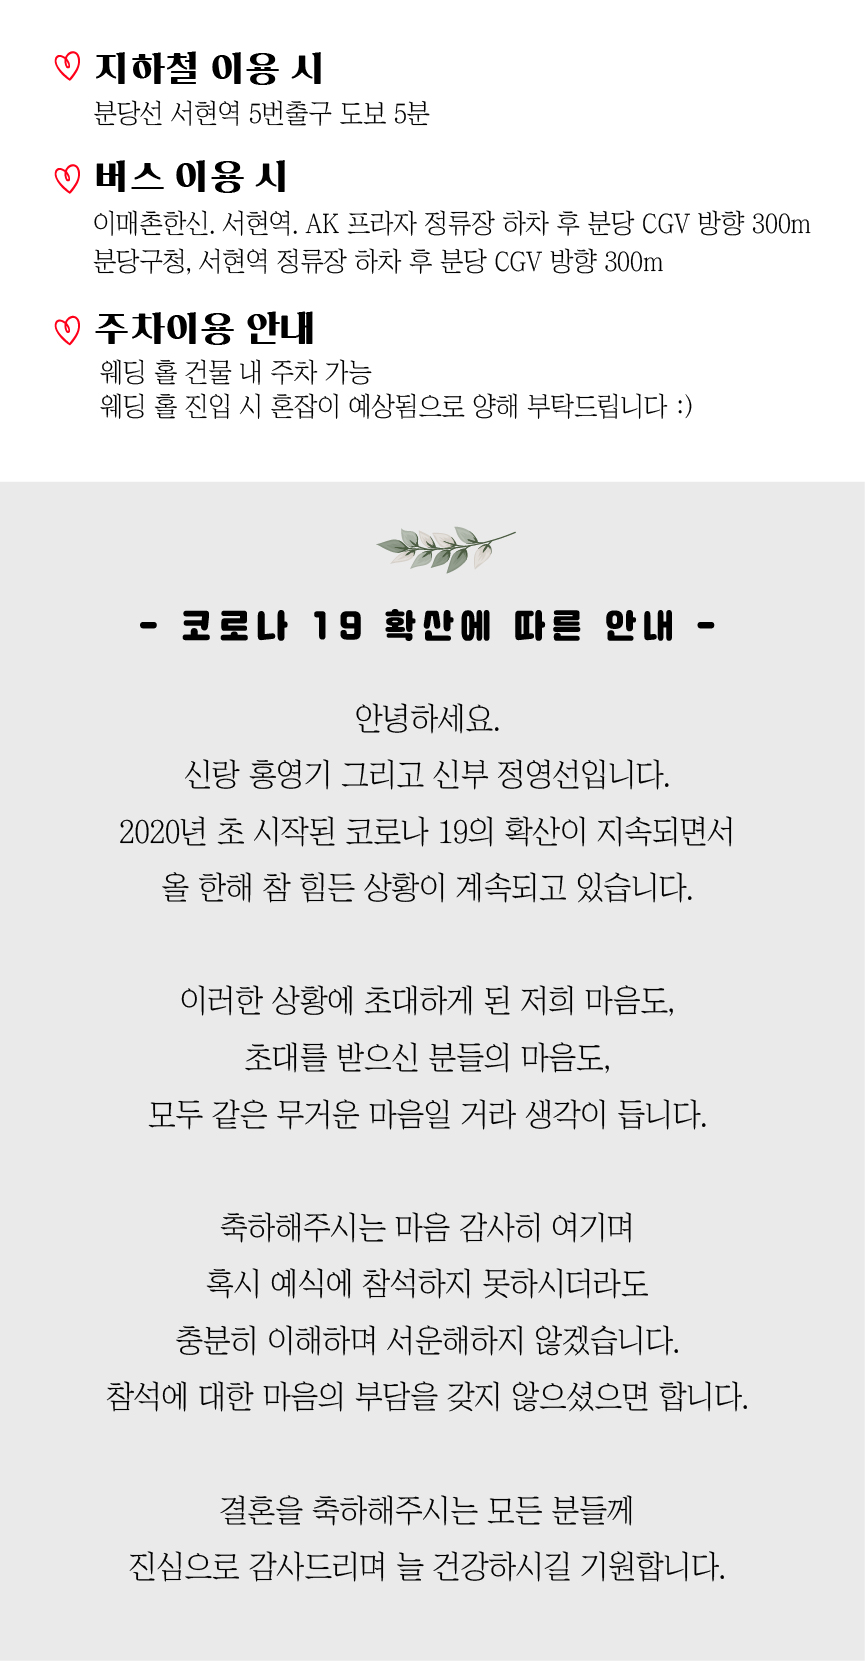 지하철 이용 시
분당선 서현역 5번출구 도보 5분
버스 이용 시
이매촌한신. 서현역. AK 프라자 정류장 하차 후 분당 CGV 방향 300m
분당구청, 서현역 정류장 하차 후 분당 CGV 방향 300m
주차이용 안내
웨딩 홀 건물 내 주차 가능
웨딩 홀 진입 시 혼잡이 예상됨으로 양해 부탁드립니다 :)
- 코로나 19 확산에 따른 안내 -
안녕하세요.
신랑 홍영기 그리고 신부 정영선입니다.
2020년 초 시작된 코로나 19의 확산이 지속되면서
올 한해 참 힘든 상황이 계속되고 있습니다.
이러한 상황에 초대하게 된 저희 마음도,
초대를 받으신 분들의 마음도,
모두 같은 무거운 마음일 거라 생각이 듭니다.
축하해주시는 마음 감사히 여기며
혹시 예식에 참석하지 못하시더라도
충분히 이해하며 서운해하지 않겠습니다.
참석에 대한 마음의 부담을 갖지 않으셨으면 합니다.
결혼을 축하해주시는 모든 분들께
진심으로 감사드리며 늘 건강하시길 기원합니다.